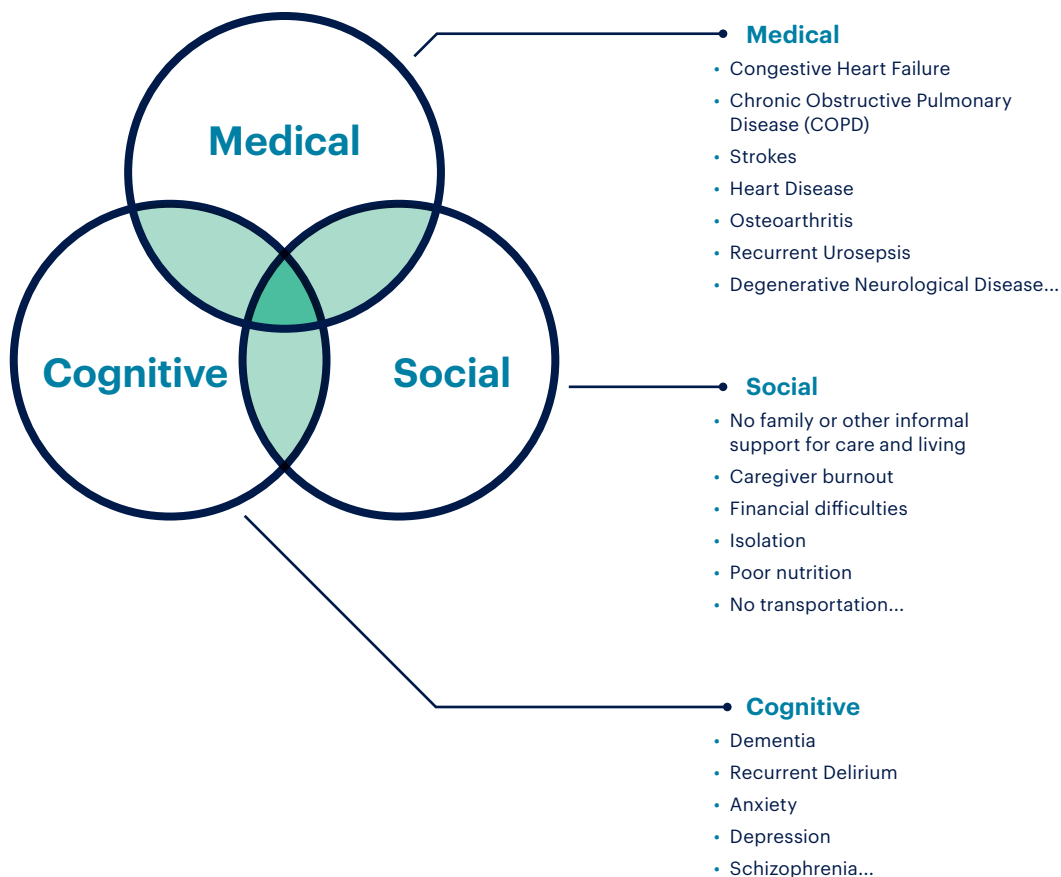 Medical
Cognitive
Social
Medical
• Congestive Heart Failure
• Chronic Obstructive Pulmonary
Disease (COPD)
• Strokes
• Heart Disease
• Osteoarthritis
• Recurrent Urosepsis
• Degenerative Neurological Disease...
Social
• No family or other informal
support for care and living
• Caregiver burnout
• Financial difficulties
• Isolation
• Poor nutrition
• No transportation...
Cognitive
• Dementia
• Recurrent Delirium
• Anxiety
• Depression
• Schizophrenia...